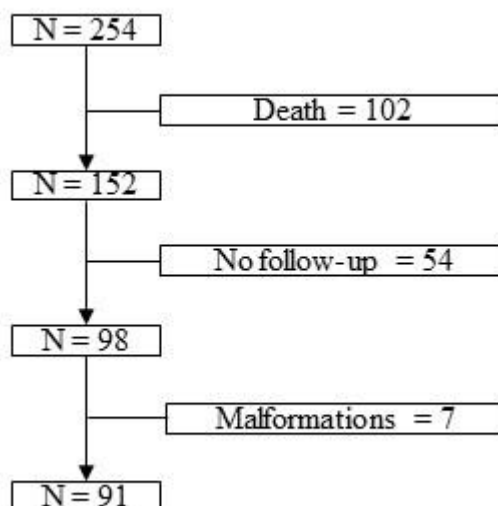 N = 254
Death = 102
N = 152
No follow-up = 54
N = 98
Malformations = 7
N = 91